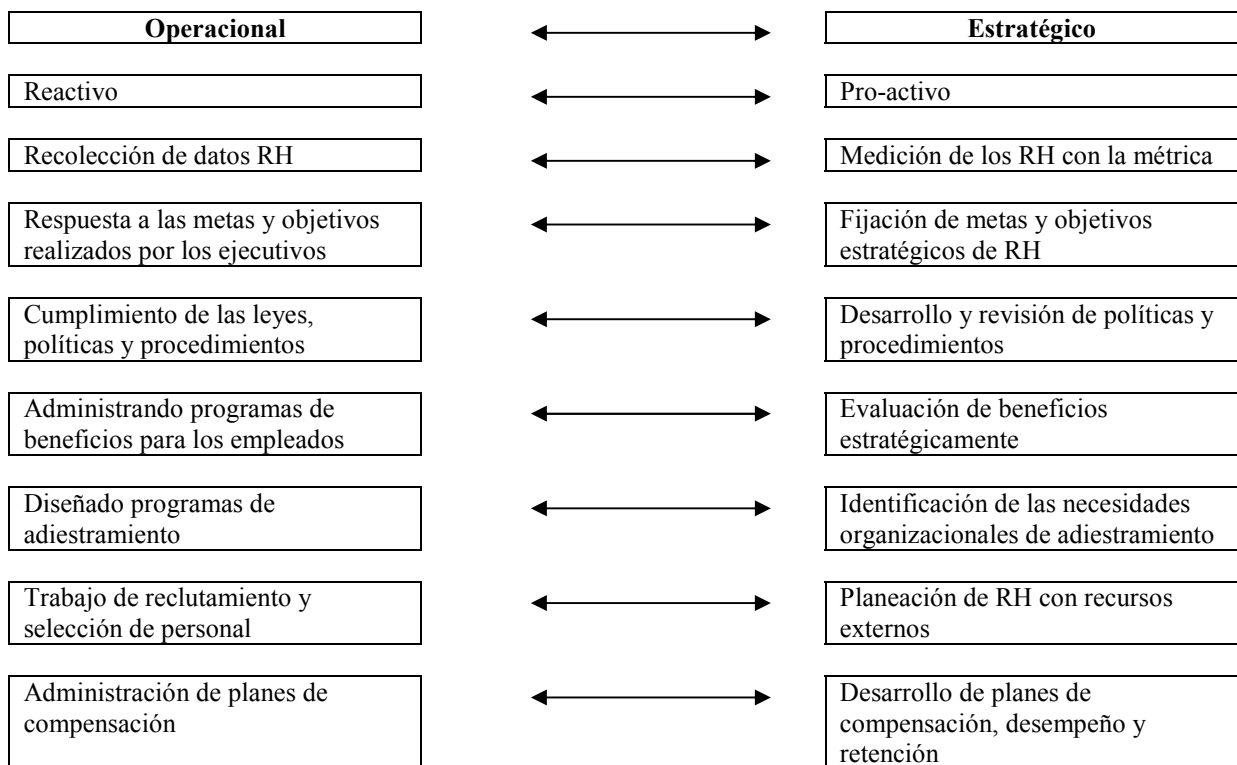 Operacional
Estratégico
Reactivo
Pro-activo
Recolección de datos RH
Medición de los RH con la métrica
Respuesta a las metas y objetivos
realizados por los ejecutivos
Fijación de metas y objetivos
estratégicos de RH
Cumplimiento de las leyes,
políticas y procedimientos
Desarrollo y revisión de políticas y
procedimientos
Administrando programas de
beneficios para los empleados
Evaluación de beneficios
estratégicamente
Diseñado programas de
adiestramiento
Identificación de las necesidades
organizacionales de adiestramiento
Trabajo de reclutamiento y
selección de personal
Planeación de RH con recursos
externos
Administración de planes de
compensación
Desarrollo de planes de
compensación, desempeño y
retención